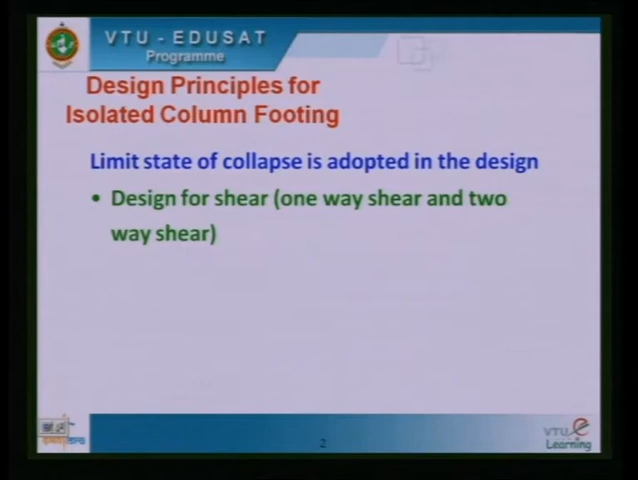 VTU - EDUSAT
Programme
Design Principles for
Isolated Column Footing
Limit state of collapse is adopted in the design
• Design for shear (one way shear and two
way shear)
2
VTU e
Learning